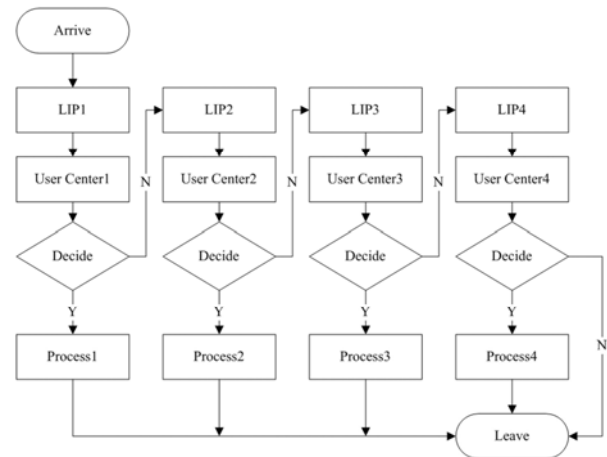 Arrive
LIP1
LIP2
LIP3
LIP4
User Center1
N
User Center2
N
User Center3
N
User Center4
Decide
Decide
Decide
Decide
Y
Y
Y
Y
Process1
Process2
Process3
Process4
N
Leave